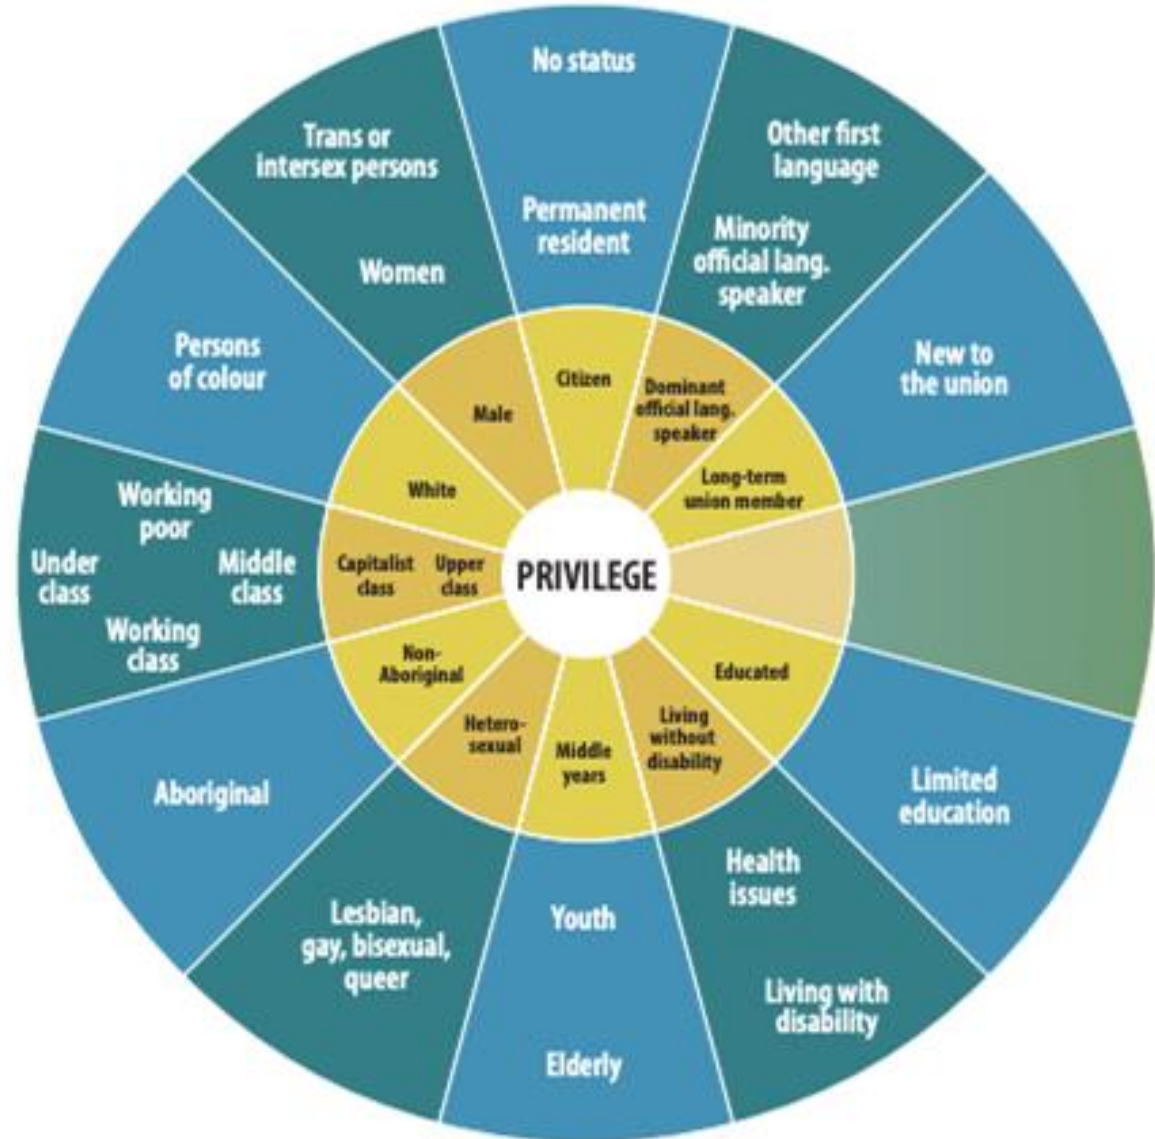 No status
Permanent
resident
Citizen
Other first
language
Minority
official lang.
speaker
Dominant
official lang.
speaker
New to
the union
Long-term
union member
Limited
education
Educated
Health
issues
Living with
disability
Living
without
disability
Youth
Elderly
Middle
years
Lesbian,
gay, bisexual,
queer
Hetero-
sexual
Aboriginal
Non-
Aboriginal
Working
poor
Under
class
Middle
class
Working
class
Capitalist
class
Upper
class
Persons
of colour
White
Trans or
intersex persons
Women
Male
PRIVILEGE